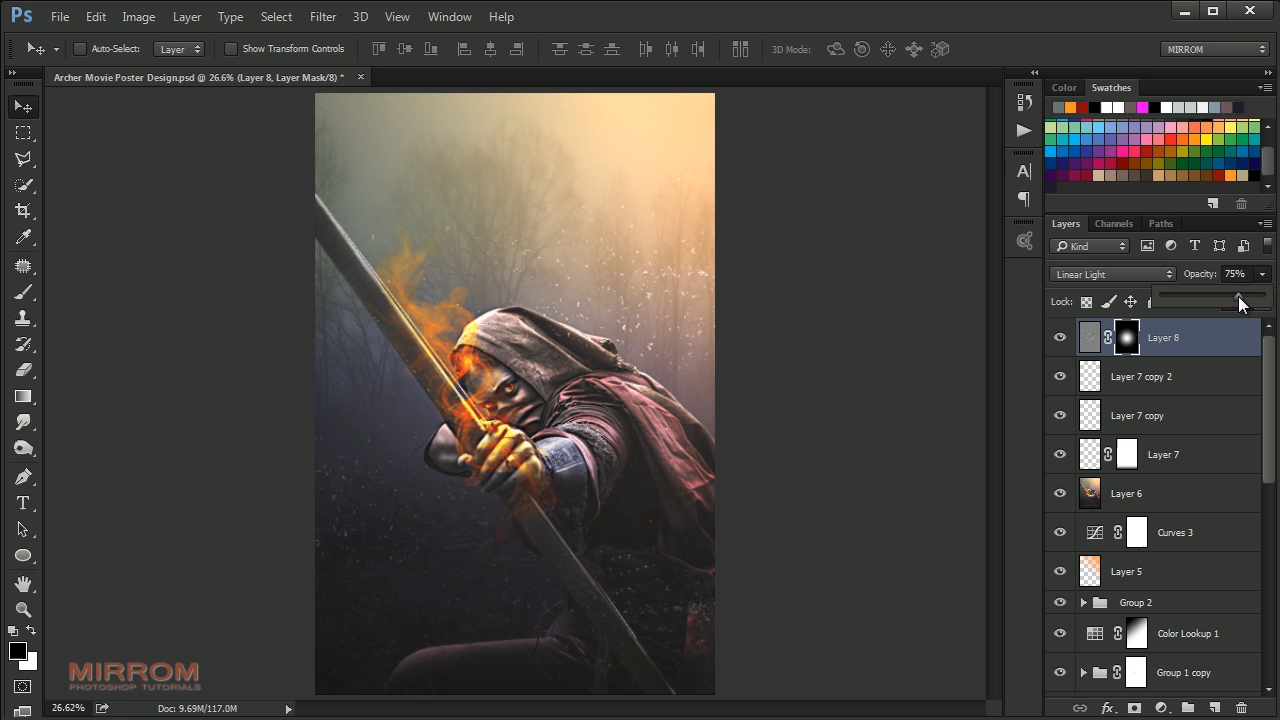 Ps File Edit Image Layer Type Select Filter 3D View Window Help
Auto-Select: Layer Show Transform Controls 3D Mode: MIRROM
Archer Movie Poster Design.psd @ 26.6% (Layer 8, Layer Mask/8) *
Color Swatches
Layers Channels Paths
Kind
Linear Light Opacity: 75%
Lock:
Layer 8
Layer 7 copy 2
Layer 7 copy
Layer 7
Layer 6
Curves 3
Layer 5
Group 2
Color Lookup 1
Group 1 copy
MIRROM
PHOTOSHOP TUTORIALS
26.62% Doc: 9.69M/117.0M